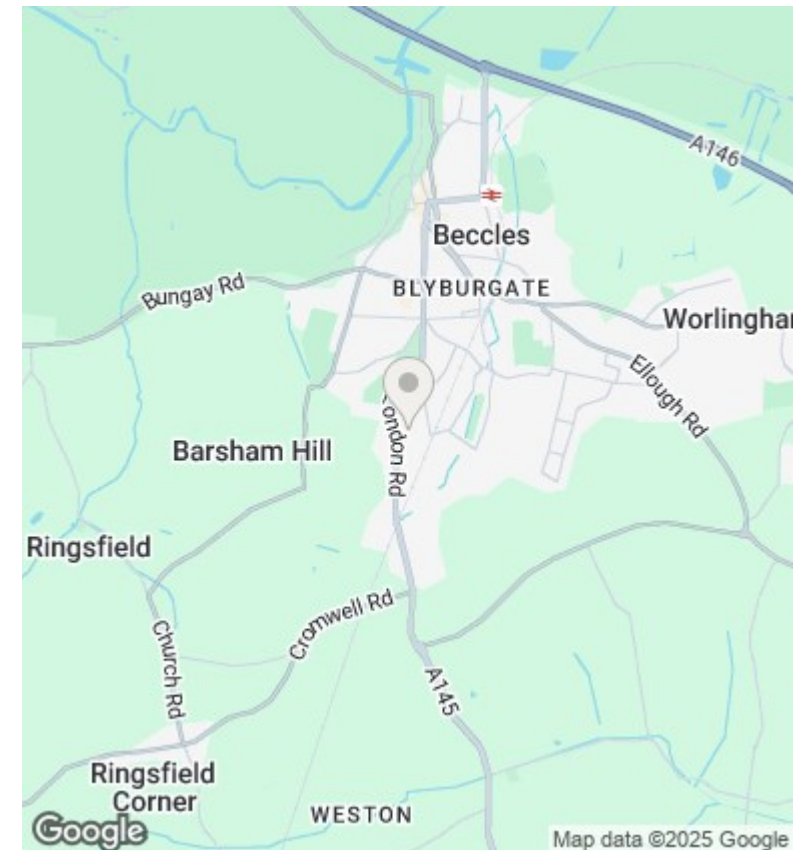 A146
Beccles
BLYBURGATE
Bungay Rd
Worlinghar
Ellough Rd
London Rd
Barsham Hill
Ringsfield
Cromwell Rd
Church Rd
A145
Ringsfield
Corner
WESTON
Google
Map data ©2025 Google